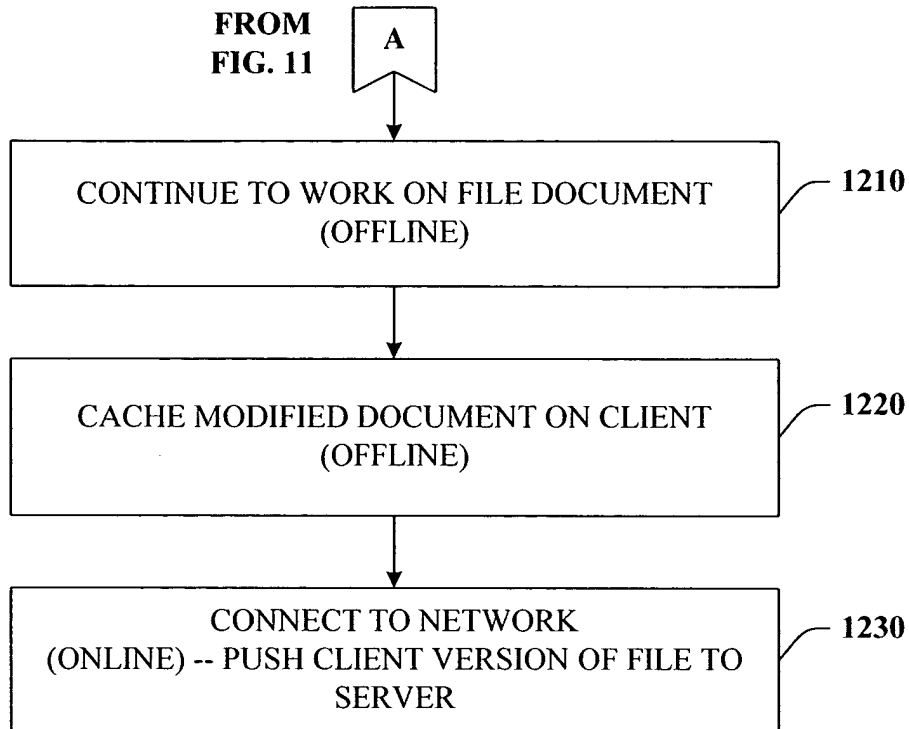 FROM
FIG. 11
A
CONTINUE TO WORK ON FILE DOCUMENT
(OFFLINE)
1210
CACHE MODIFIED DOCUMENT ON CLIENT
(OFFLINE)
1220
CONNECT TO NETWORK
(ONLINE) -- PUSH CLIENT VERSION OF FILE TO
SERVER
1230